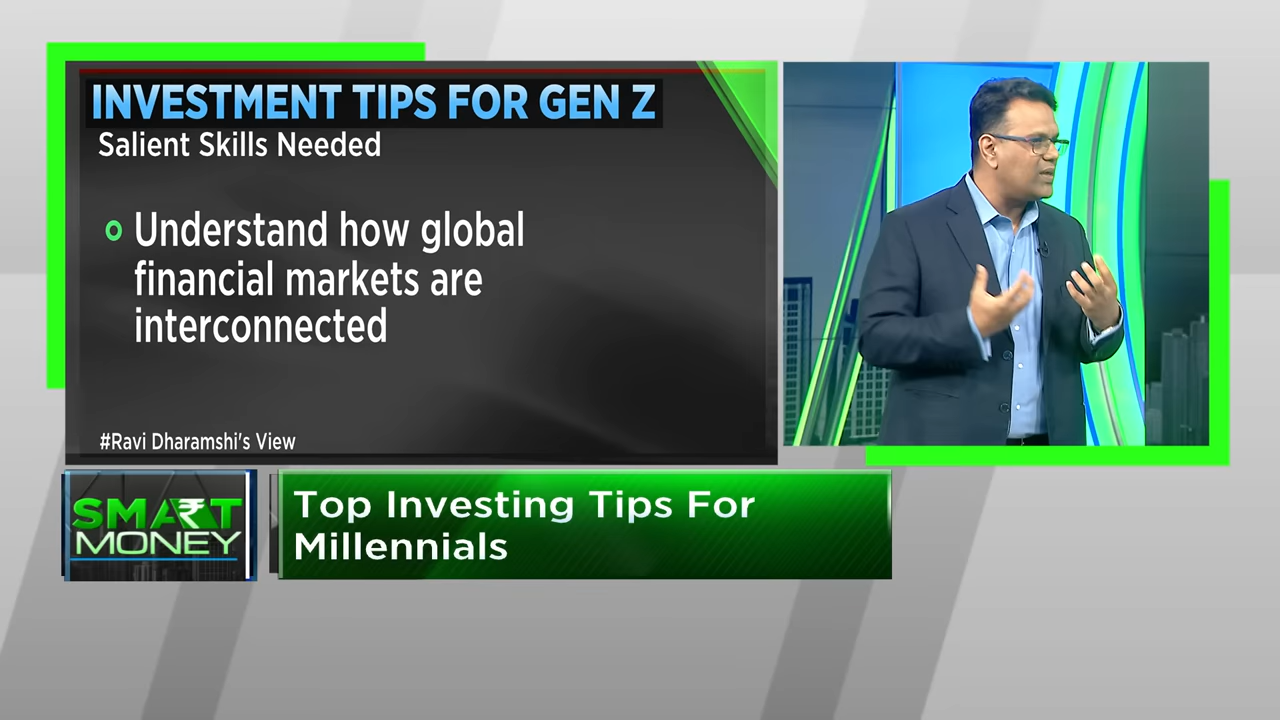 INVESTMENT TIPS FOR GEN Z
Salient Skills Needed
Understand how global
financial markets are
interconnected
#Ravi Dharamshi's View
SMART
MONEY
Top Investing Tips For
Millennials